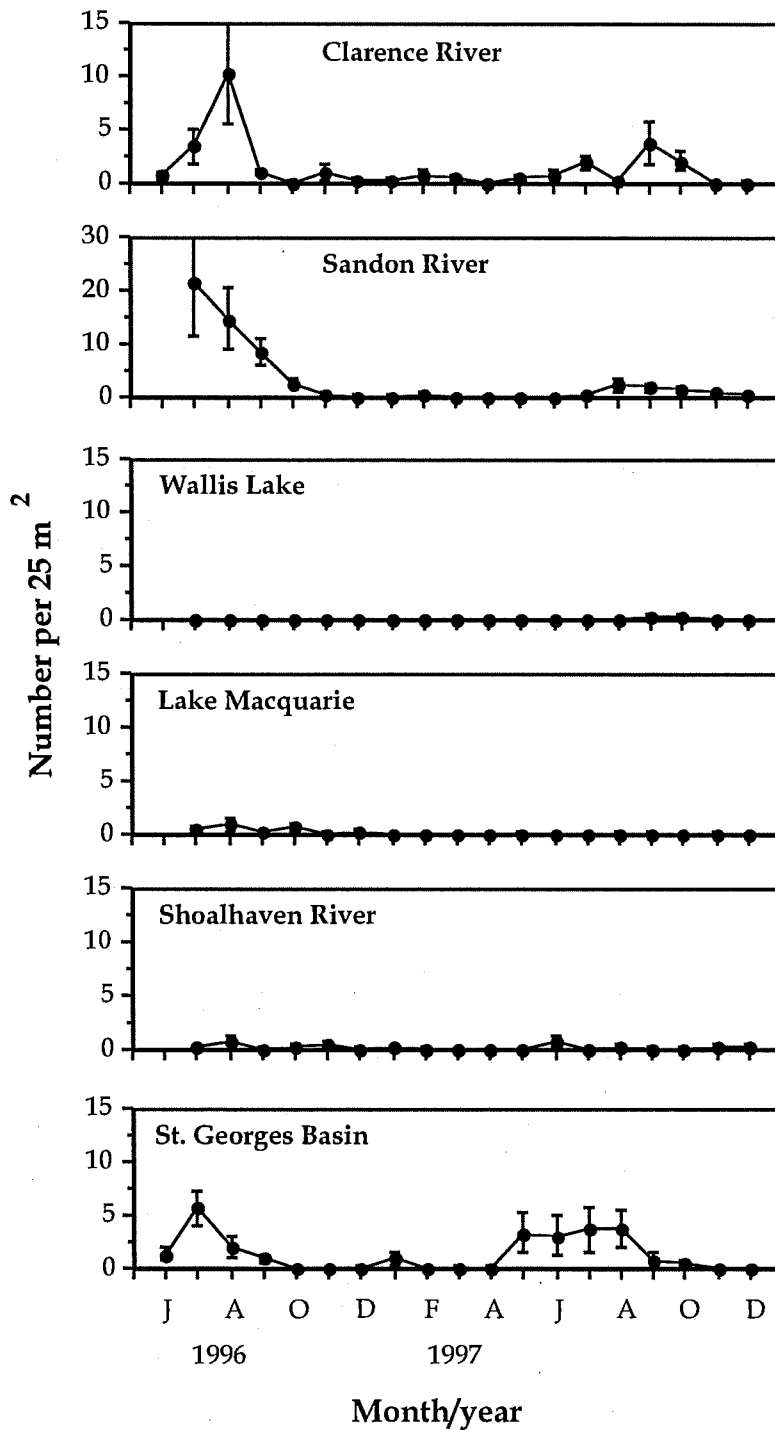 15
Clarence River
10
5
0
30
Sandon River
20
10
0
15
Wallis Lake
10
5
0
Number per 25 m 2
15
Lake Macquarie
10
5
0
15
Shoalhaven River
10
5
0
15
St. Georges Basin
10
5
0
J A O D F A J A O D
1996 1997
Month/year